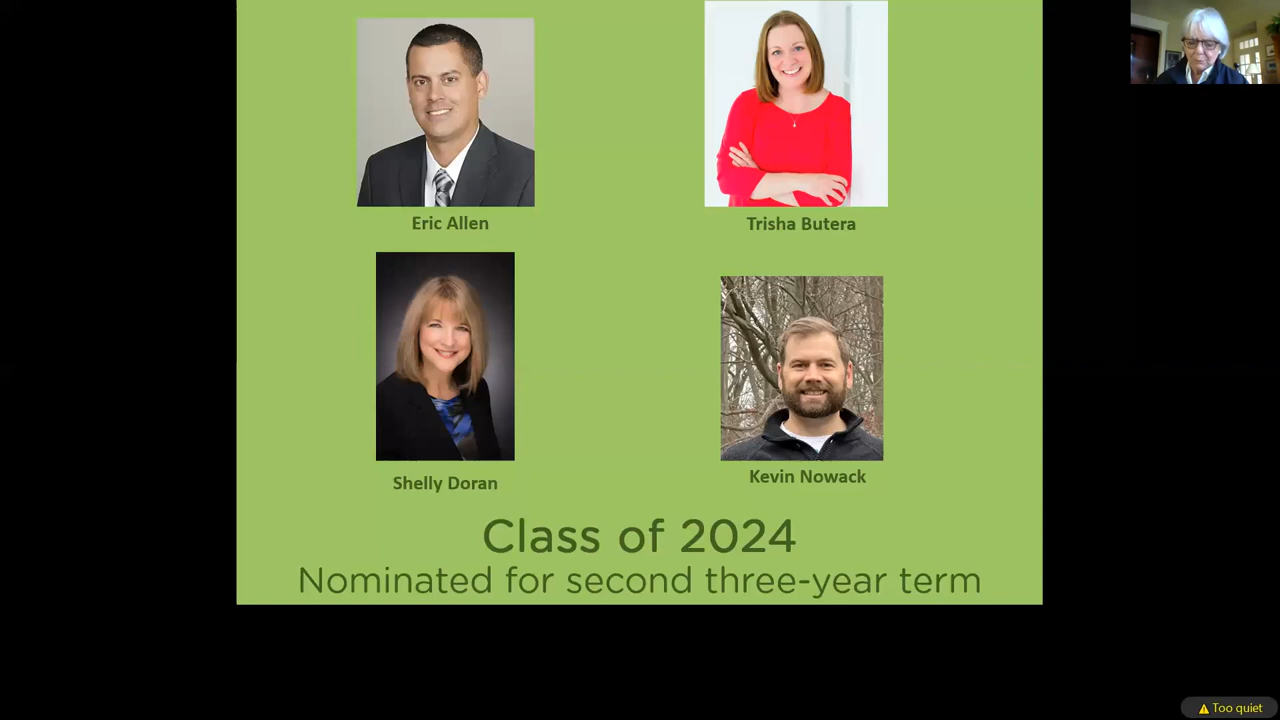 Eric Allen
Trisha Butera
Shelly Doran
Kevin Nowack
Class of 2024
Nominated for second three-year term
Too quiet